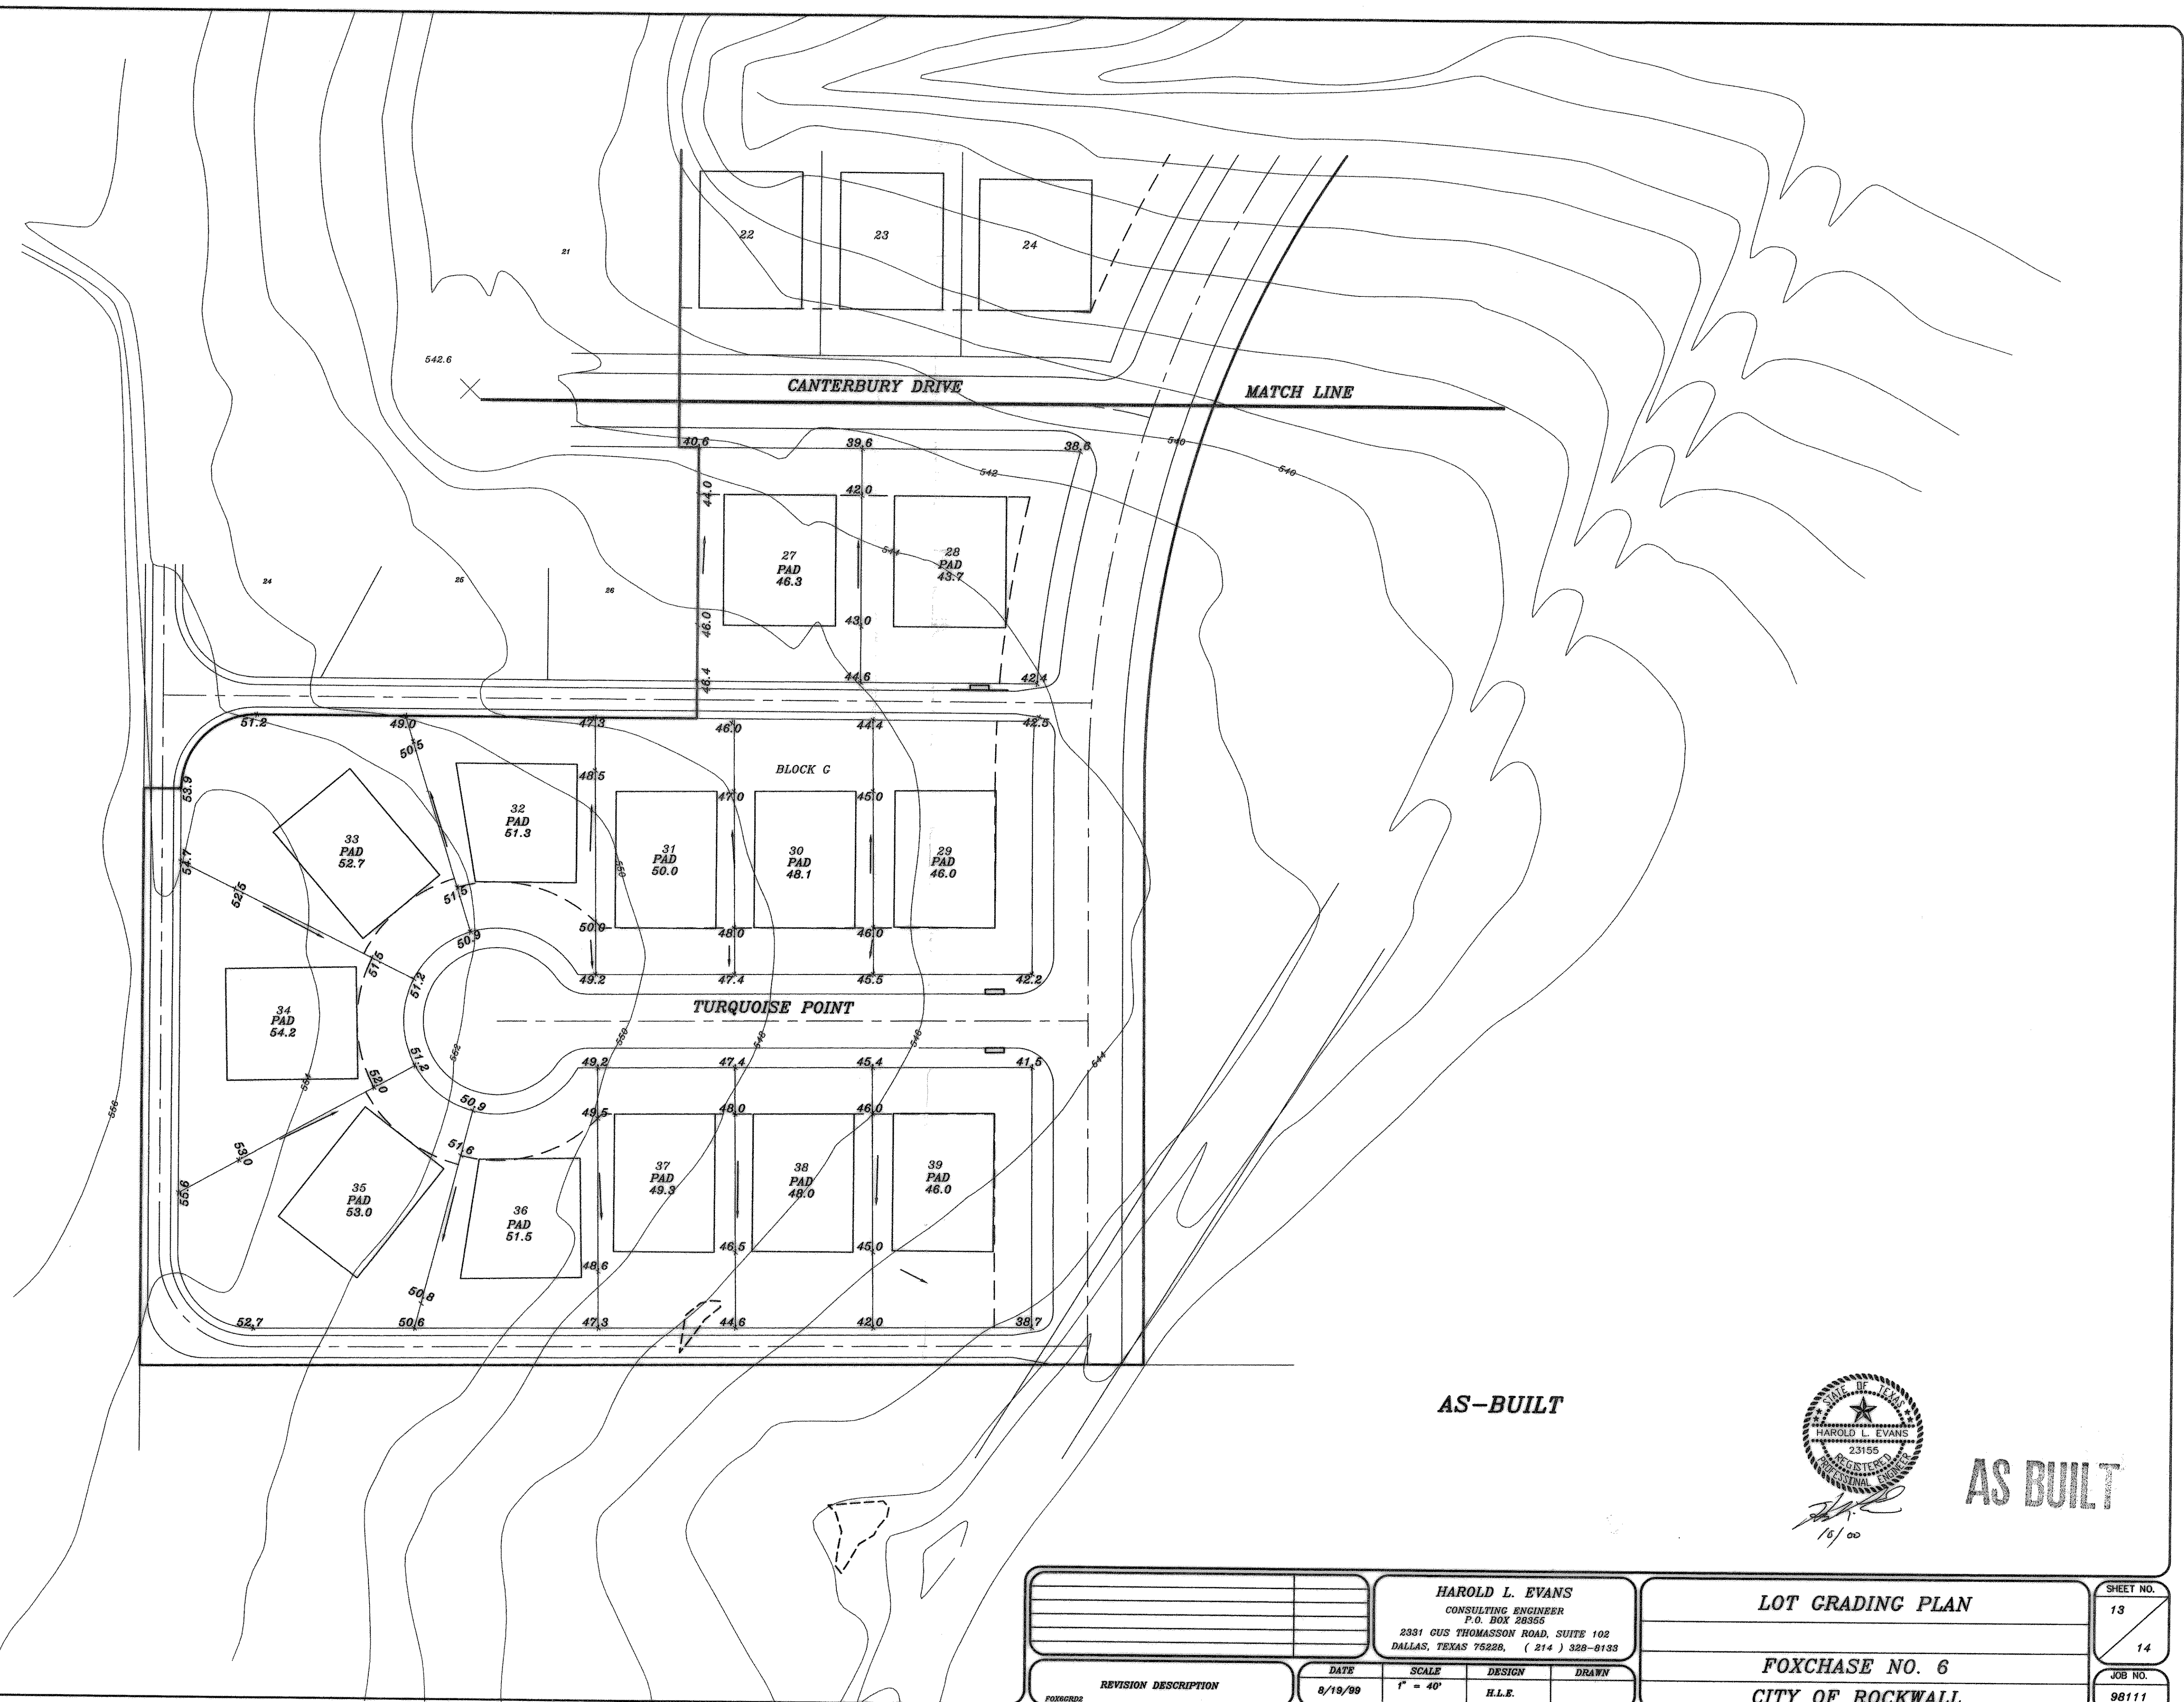 22
23
24
21
542.6
CANTERBURY DRIVE
MATCH LINE
40.6
39.6
38.6
540
540
542
44.0
42.0
544
27
PAD
46.3
28
PAD
43.7
24
25
26
46.0
43.0
46.4
44.6
42.4
51.2
49.0
47.3
46.0
44.4
42.5
50.5
48.5
BLOCK G
53.9
47.0
45.0
32
PAD
51.3
33
PAD
52.7
31
PAD
50.0
30
PAD
48.1
29
PAD
46.0
54.7
550
52.5
51.5
50.0
48.0
46.0
50.9
51.5
51.2
49.2
47.4
45.5
42.2
TURQUOISE POINT
34
PAD
54.2
550
548
546
552
544
51.2
49.2
47.4
45.4
41.5
554
52.0
556
50.9
49.5
48.0
46.0
51.6
53.0
55.6
35
PAD
53.0
36
PAD
51.5
37
PAD
49.3
38
PAD
48.0
39
PAD
46.0
46.5
45.0
48.6
50.8
52.7
50.6
47.3
44.6
42.0
38.7
AS-BUILT
STATE OF TEXAS
HAROLD L. EVANS
23155
REGISTERED
PROFESSIONAL ENGINEER
AS BUILT
HAROLD L. EVANS
CONSULTING ENGINEER
P.O. BOX 28355
2331 GUS THOMASSON ROAD, SUITE 102
DALLAS, TEXAS 75228, ( 214 ) 328-8133
LOT GRADING PLAN
SHEET NO.
13
14
REVISION DESCRIPTION
FOX6GRD2
DATE
8/19/99
SCALE
1" = 40'
DESIGN
H.L.E.
DRAWN
FOXCHASE NO. 6
CITY OF ROCKWALL
JOB NO.
98111